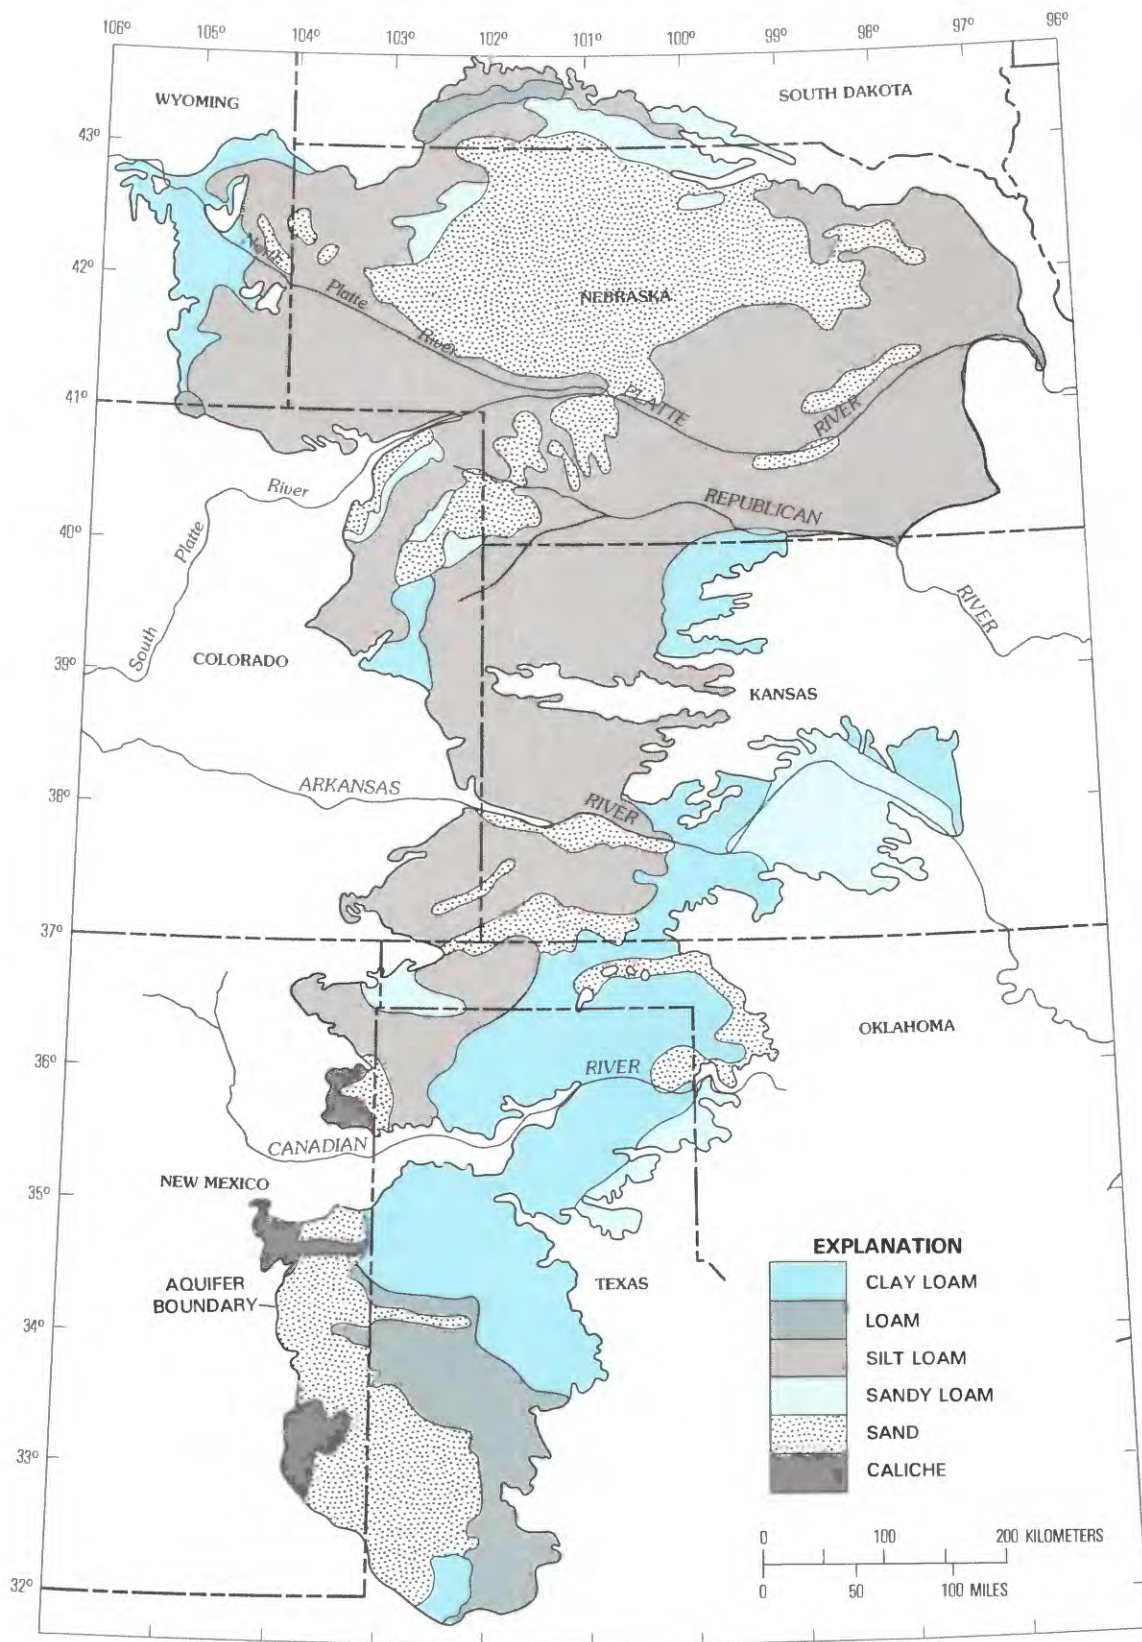 106° 105° 104° 103° 102° 101° 100° 99° 98° 97° 96°
WYOMING
SOUTH DAKOTA
43°
42°
North
Platte
River
NEBRASKA
41°
PLATTE
RIVER
River
Platte
South
REPUBLICAN
RIVER
40°
39°
COLORADO
KANSAS
ARKANSAS
RIVER
38°
37°
OKLAHOMA
36°
RIVER
CANADIAN
NEW MEXICO
35°
AQUIFER
BOUNDARY
TEXAS
34°
33°
32°
EXPLANATION
CLAY LOAM
LOAM
SILT LOAM
SANDY LOAM
SAND
CALICHE
0 100 200 KILOMETERS
0 50 100 MILES